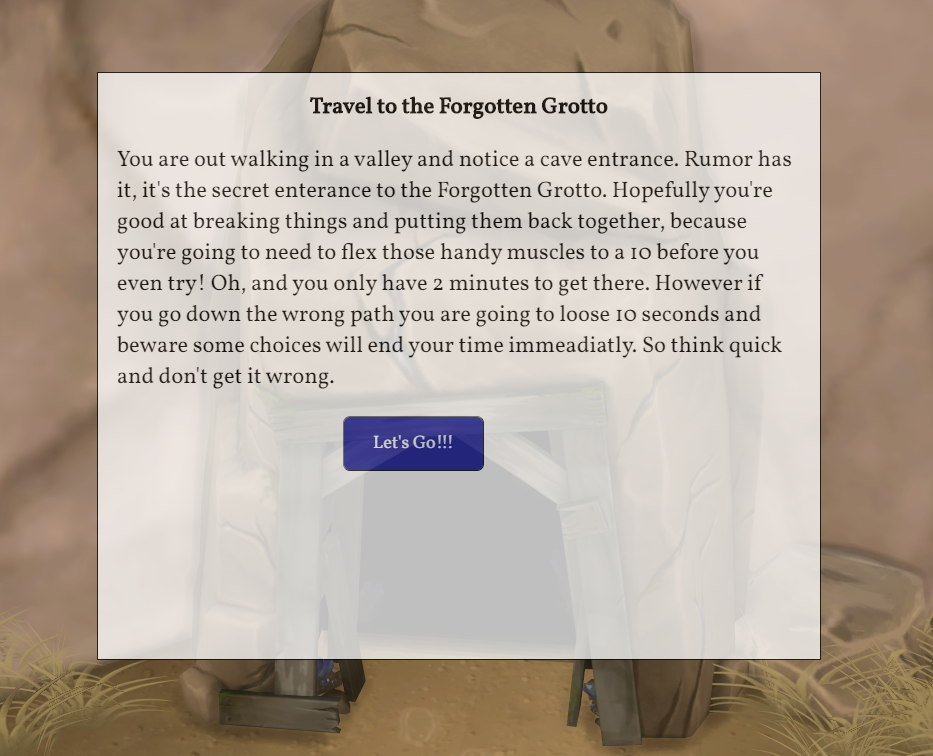 Travel to the Forgotten Grotto
You are out walking in a valley and notice a cave entrance. Rumor has
it, it's the secret enterance to the Forgotten Grotto. Hopefully you're
good at breaking things and putting them back together, because
you're going to need to flex those handy muscles to a 10 before you
even try! Oh, and you only have 2 minutes to get there. However if
you go down the wrong path you are going to loose 10 seconds and
beware some choices will end your time immeadiatly. So think quick
and don't get it wrong.
Let's Go!!!